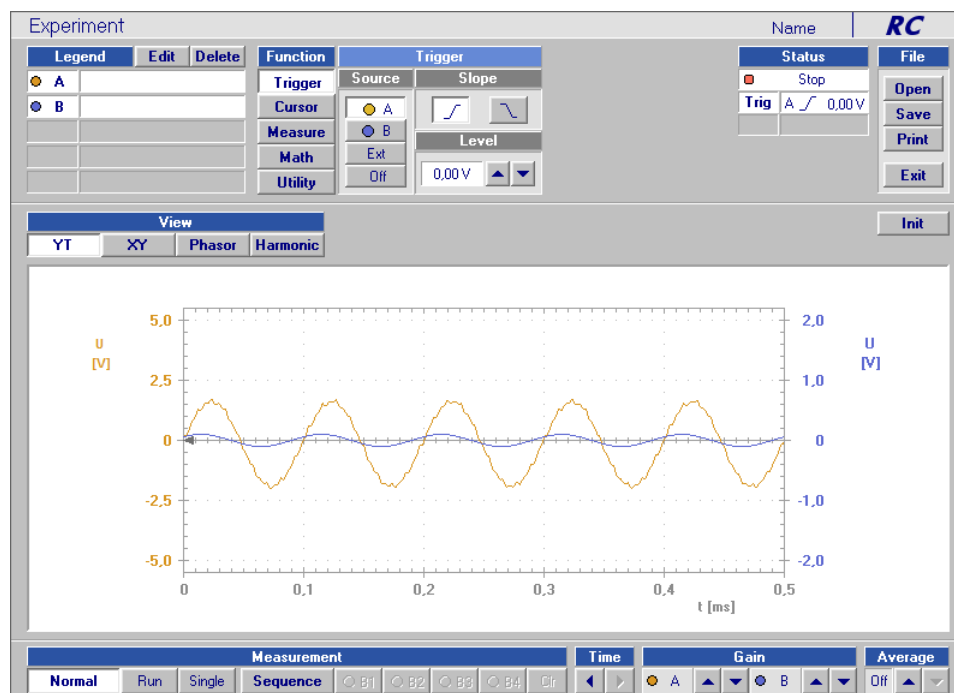 Experiment Name RC
Legend Edit Delete Function Trigger Status File
A Trigger Source Slope Stop Open
B Cursor A Trig A 0,00 V Save
Measure B Level Print
Math Ext
Utility Off 0,00 V Exit
View Init
YT XY Phasor Harmonic
5,0 2,0
U U
[V] [V]
2,5 1,0
0 0
-2,5 -1,0
-5,0 -2,0
0 0,1 0,2 0,3 0,4 0,5
t [ms]
Measurement Time Gain Average
Normal Run Single Sequence B1 B2 B3 B4 Clr A B Off